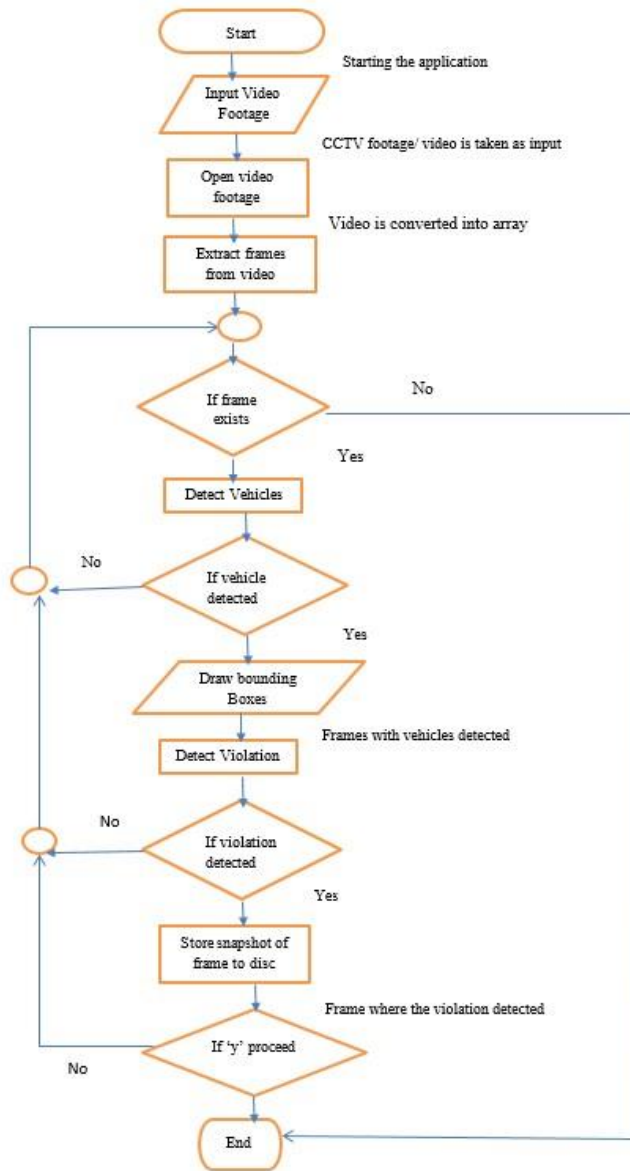 Start
Starting the application
Input Video
Footage
CCTV footage/ video is taken as input
Open video
footage
Video is converted into array
Extract frames
from video
If frame
exists
No
Yes
Detect Vehicles
No
If vehicle
detected
Yes
Draw bounding
Boxes
Frames with vehicles detected
Detect Violation
No
If violation
detected
Yes
Store snapshot of
frame to disc
Frame where the violation detected
If ‘y’ proceed
No
End